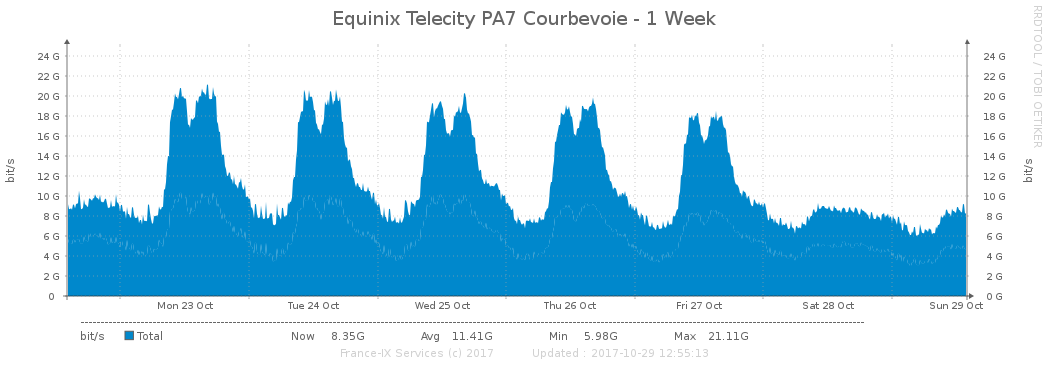 Equinix Telecity PA7 Courbevoie - 1 Week
RRDTOOL / TOBI OETIKER
bit/s
24 G 24 G
22 G 22 G
20 G 20 G
18 G 18 G
16 G 16 G
14 G 14 G
12 G 12 G
10 G 10 G
8 G 8 G
6 G 6 G
4 G 4 G
2 G 2 G
0 0 G
bit/s
Mon 23 Oct Tue 24 Oct Wed 25 Oct Thu 26 Oct Fri 27 Oct Sat 28 Oct Sun 29 Oct
bit/s Total Now 8.35G Avg 11.41G Min 5.98G Max 21.11G
France-IX Services (c) 2017 Updated : 2017-10-29 12:55:13